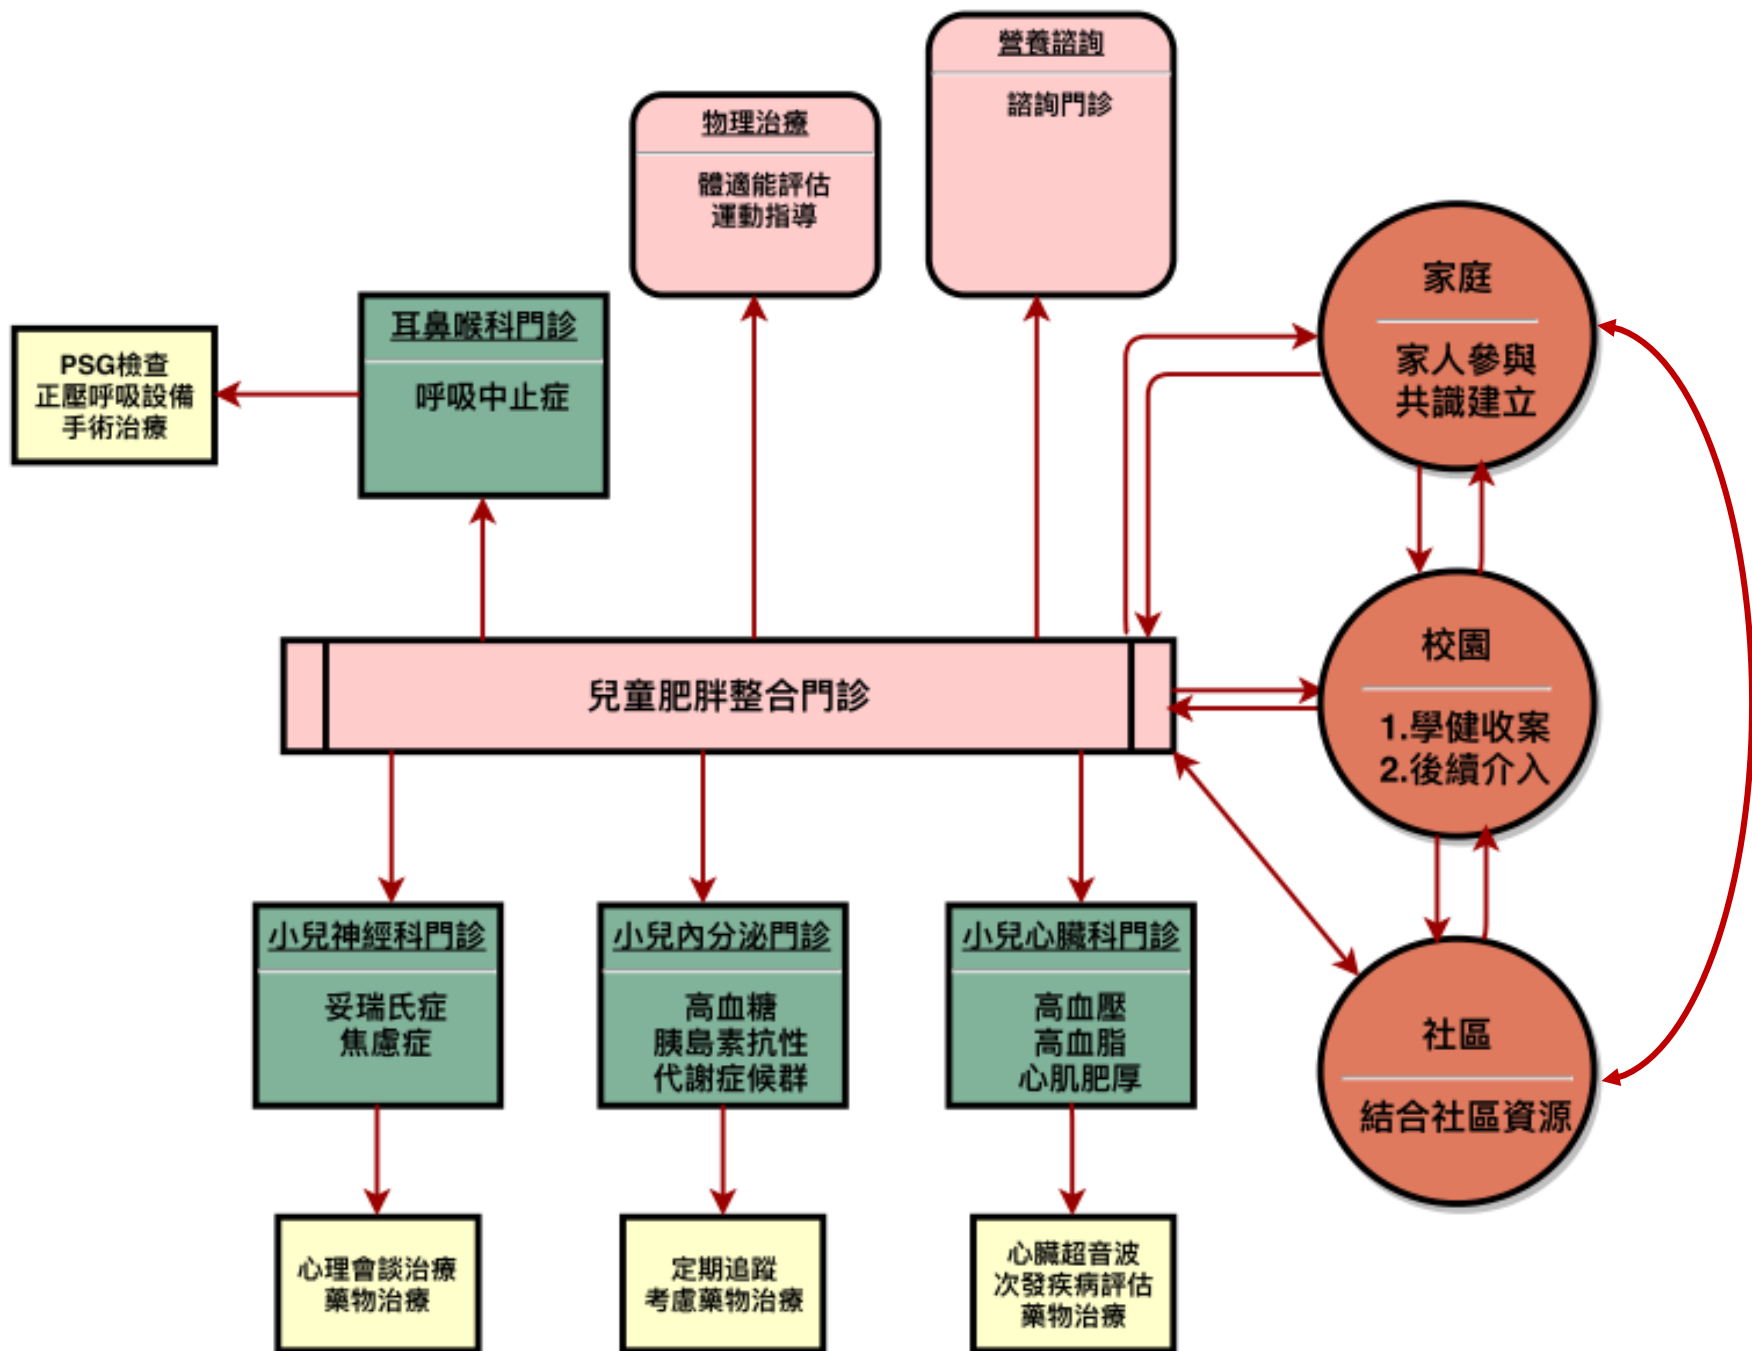 營養諮詢
諮詢門診
物理治療
體適能評估
運動指導
耳鼻喉科門診
呼吸中止症
PSG檢查
正壓呼吸設備
手術治療
家庭
家人參與
共識建立
兒童肥胖整合門診
校園
1.學健收案
2.後續介入
小兒神經科門診
妥瑞氏症
焦慮症
小兒內分泌門診
高血糖
胰島素抗性
代謝症候群
小兒心臟科門診
高血壓
高血脂
心肌肥厚
社區
結合社區資源
心理會談治療
藥物治療
定期追蹤
考慮藥物治療
心臟超音波
次發疾病評估
藥物治療